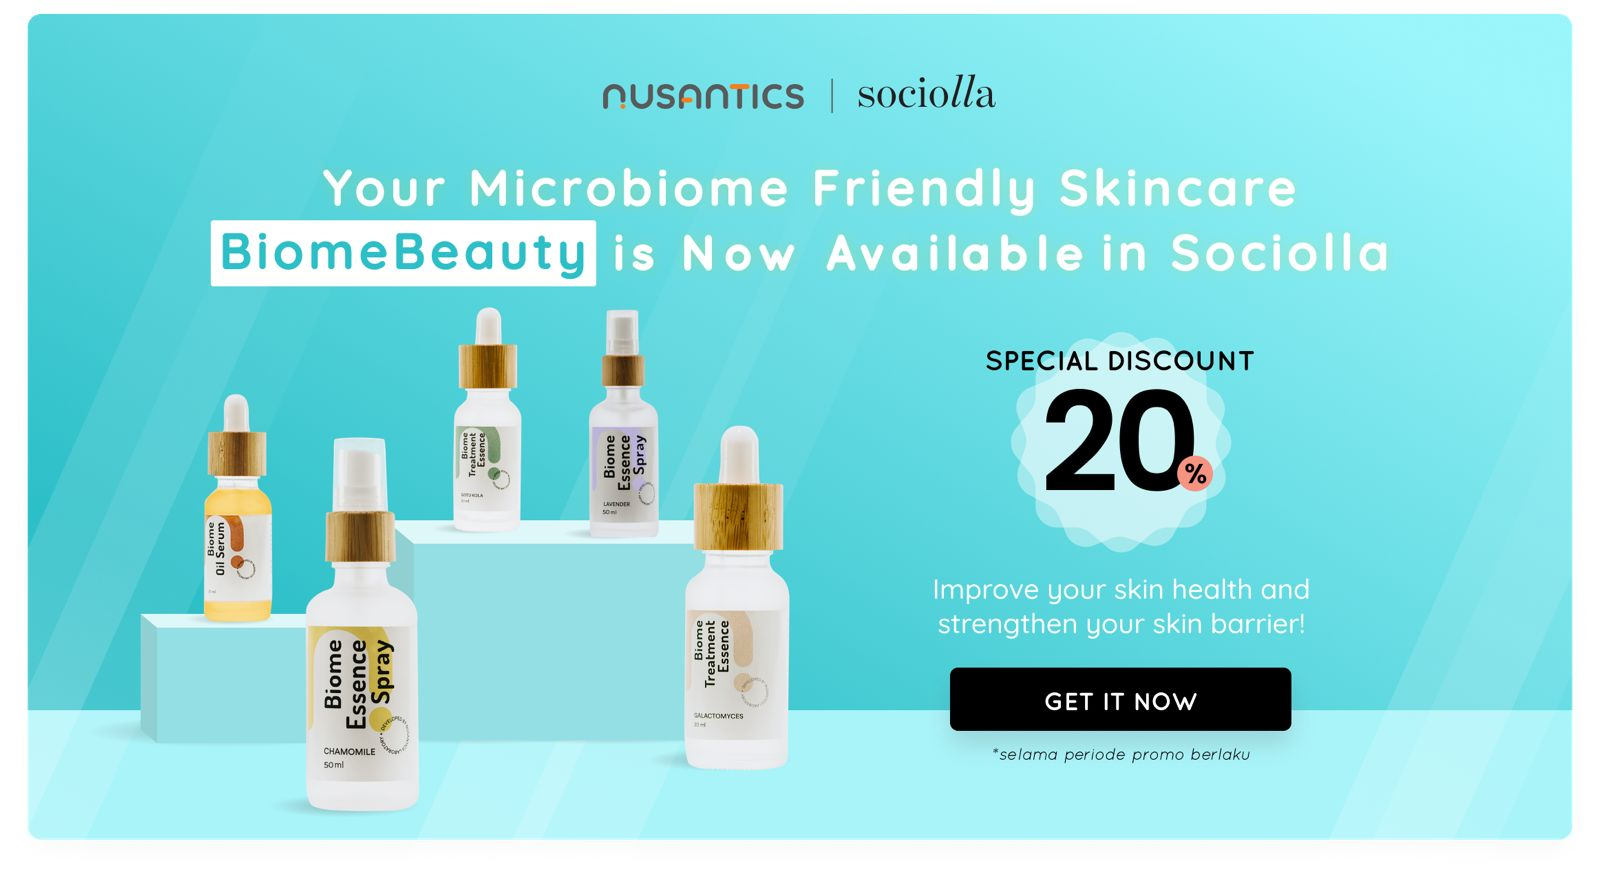 NUSANTICS | sociolla
Your Microbiome Friendly Skincare
BiomeBeauty is Now Available in Sociolla
SPECIAL DISCOUNT
20%
Improve your skin health and
strengthen your skin barrier!
GET IT NOW
*selama periode promo berlaku
Biome
Oil Serum
Biome
Essence
Spray
CHAMOMILE
50 ml
Biome
Treatment
Essence
GOTU KOLA
Biome
Essence
Spray
LAVENDER
50 ml
Biome
Treatment
Essence
GALACTOMYCES